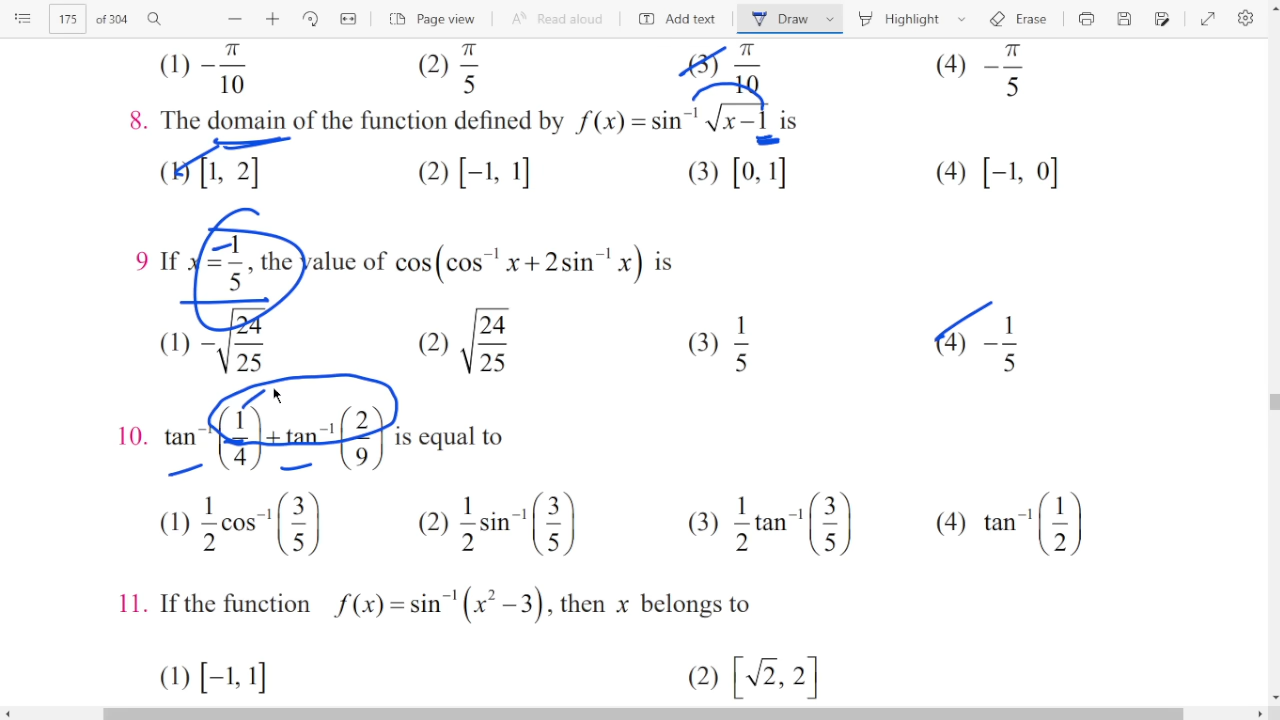 175 of 304 Page view Read aloud Add text Draw Highlight Erase
(1) −π/10 (2) π/5 (3) π/10 (4) −π/5
8. The domain of the function defined by f(x) = sin⁻¹ √(x−1) is
(1) [1, 2] (2) [−1, 1] (3) [0, 1] (4) [−1, 0]
9 If x = −1/5, the value of cos(cos⁻¹ x + 2 sin⁻¹ x) is
(1) −√(24/25) (2) √(24/25) (3) 1/5 (4) −1/5
10. tan⁻¹(1/4) + tan⁻¹(2/9) is equal to
(1) 1/2 cos⁻¹(3/5) (2) 1/2 sin⁻¹(3/5) (3) 1/2 tan⁻¹(3/5) (4) tan⁻¹(1/2)
11. If the function f(x) = sin⁻¹(x² − 3), then x belongs to
(1) [−1, 1] (2) [√2, 2]